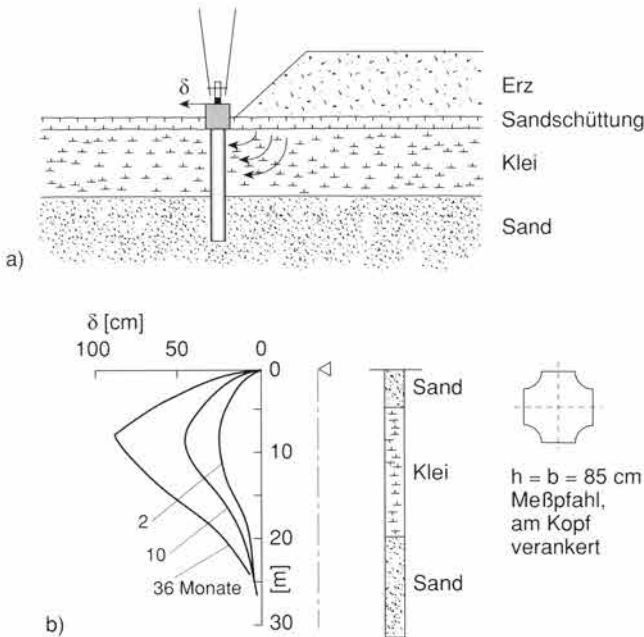 δ
Erz
Sandschüttung
Klei
Sand
a)
δ [cm]
100 50 0
0
10
20
[m]
30
2
10
36 Monate
b)
Sand
Klei
Sand
h = b = 85 cm
Meßpfahl,
am Kopf
verankert